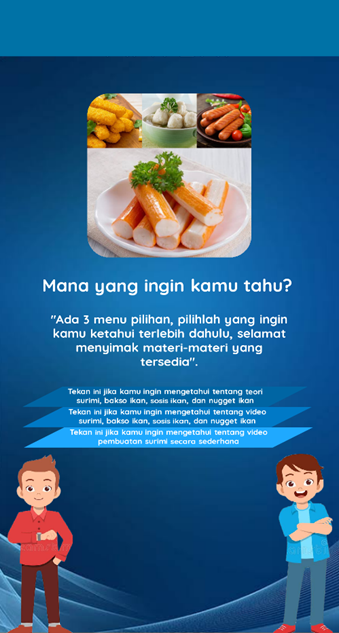 Mana yang ingin kamu tahu?
"Ada 3 menu pilihan, pilihlah yang ingin
kamu ketahui terlebih dahulu, selamat
menyimak materi-materi yang
tersedia".
Tekan ini jika kamu ingin mengetahui tentang teori
surimi, bakso ikan, sosis ikan, dan nugget ikan
Tekan ini jika kamu ingin mengetahui tentang video
surimi, bakso ikan, sosis ikan, dan nugget ikan
Tekan ini jika kamu ingin mengetahui tentang video
pembuatan surimi secara sederhana